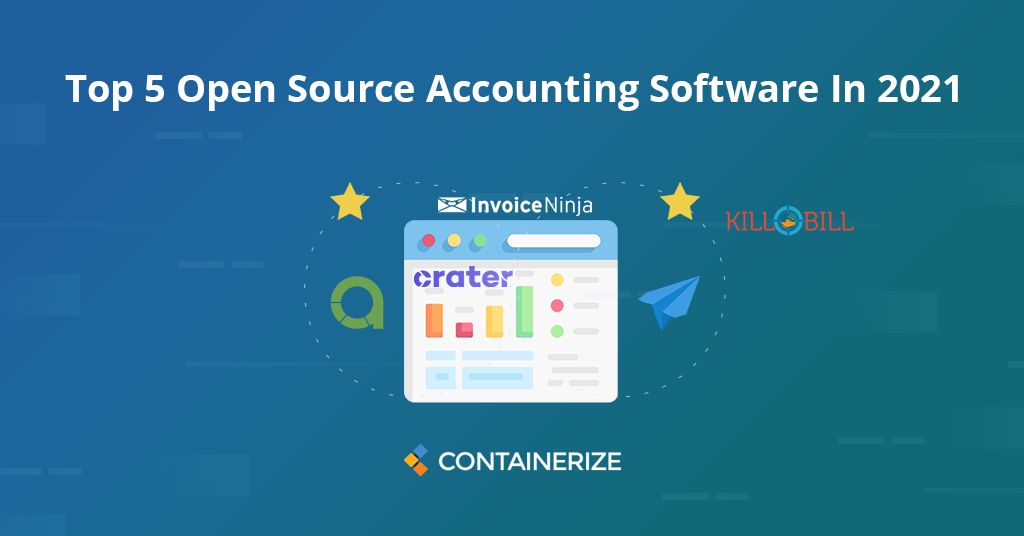 Top 5 Open Source Accounting Software In 2021
InvoiceNinja
KILL BILL
crater
CONTAINERIZE